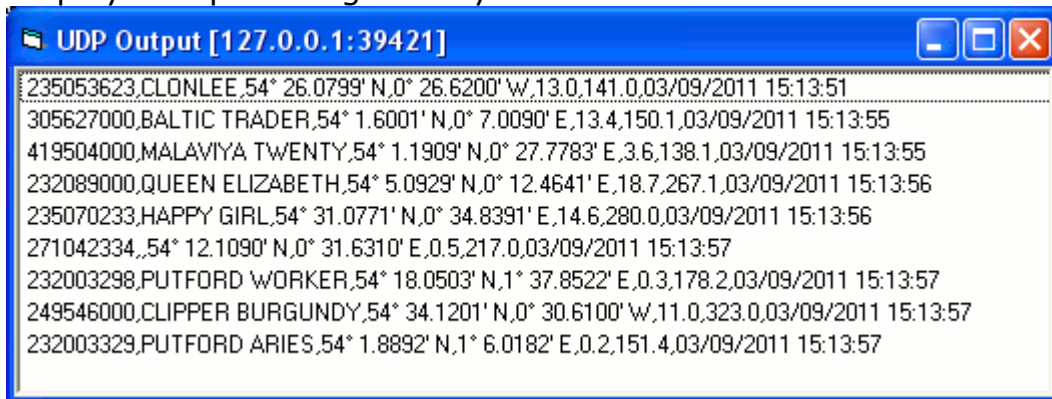 UDP Output [127.0.0.1:39421]
235053623,CLONLEE,54° 26.0799' N,0° 26.6200' W,13.0,141.0,03/09/2011 15:13:51
305627000,BALTIC TRADER,54° 1.6001' N,0° 7.0090' E,13.4,150.1,03/09/2011 15:13:55
419504000,MALAVIYA TWENTY,54° 1.1909' N,0° 27.7783' E,3.6,138.1,03/09/2011 15:13:55
232089000,QUEEN ELIZABETH,54° 5.0929' N,0° 12.4641' E,18.7,267.1,03/09/2011 15:13:56
235070233,HAPPY GIRL,54° 31.0771' N,0° 34.8391' E,14.6,280.0,03/09/2011 15:13:56
271042334,,54° 12.1090' N,0° 31.6310' E,0.5,217.0,03/09/2011 15:13:57
232003298,PUTFORD WORKER,54° 18.0503' N,1° 37.8522' E,0.3,178.2,03/09/2011 15:13:57
249546000,CLIPPER BURGUNDY,54° 34.1201' N,0° 30.6100' W,11.0,323.0,03/09/2011 15:13:57
232003329,PUTFORD ARIES,54° 1.8892' N,1° 6.0182' E,0.2,151.4,03/09/2011 15:13:57